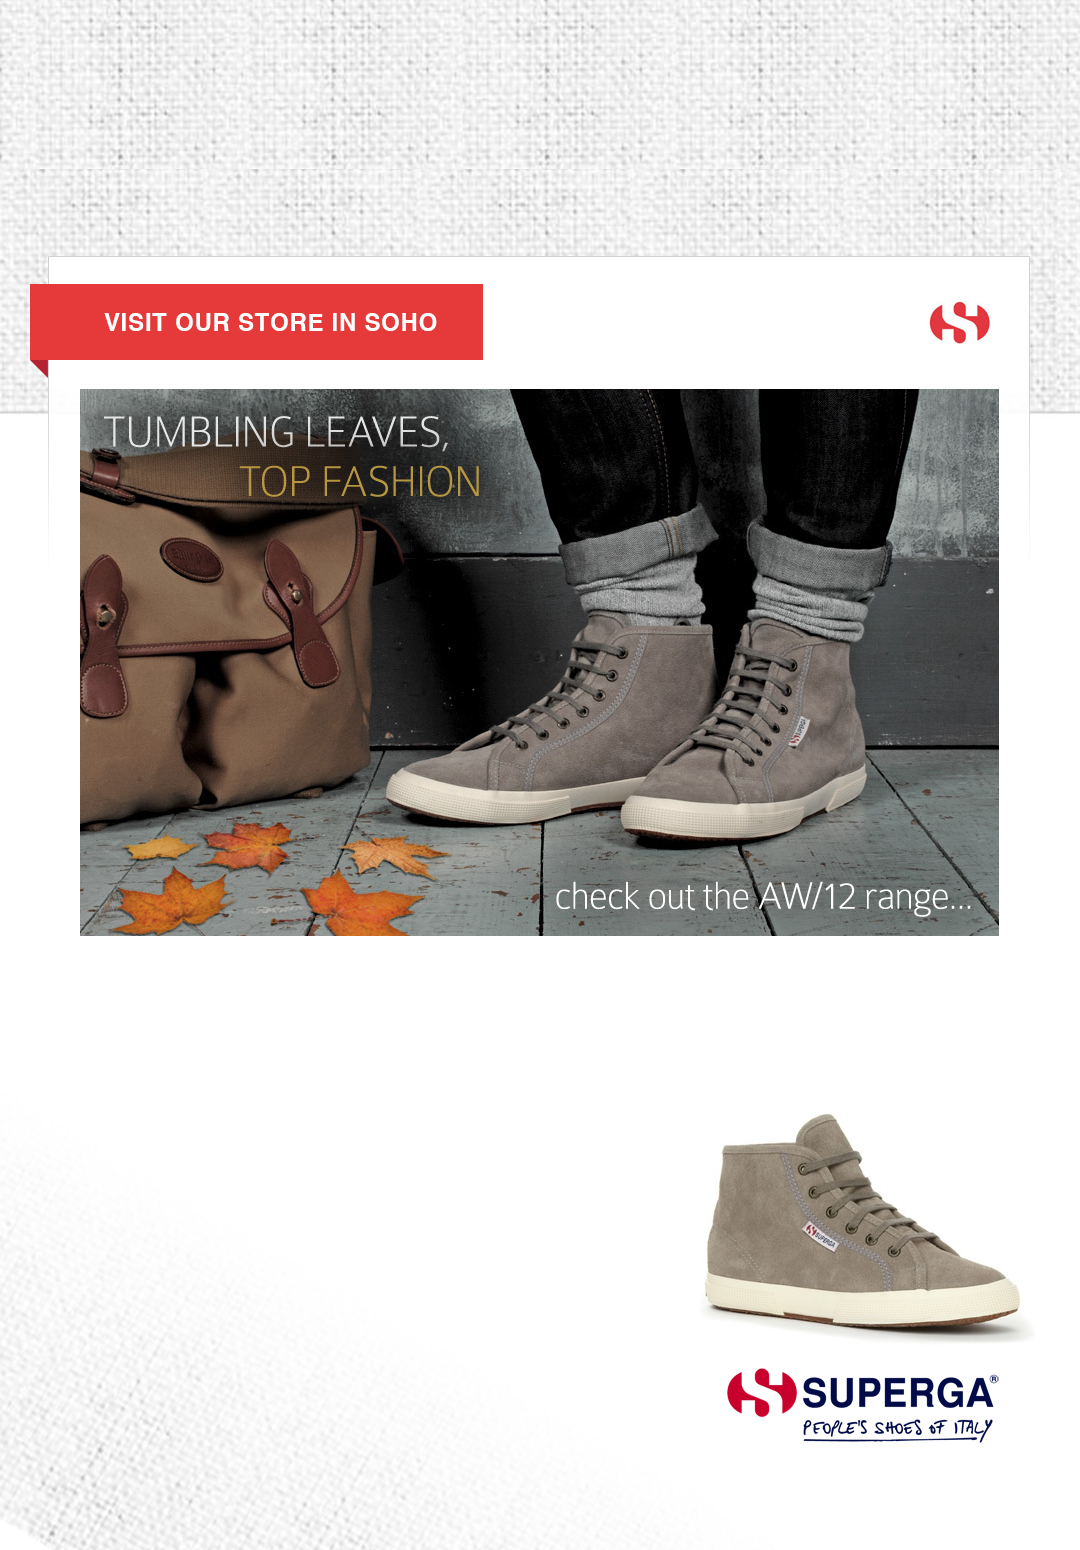 VISIT OUR STORE IN SOHO
TUMBLING LEAVES,
TOP FASHION
check out the AW/12 range...
SUPERGA
SUPERGA®
PEOPLE'S SHOES OF ITALY